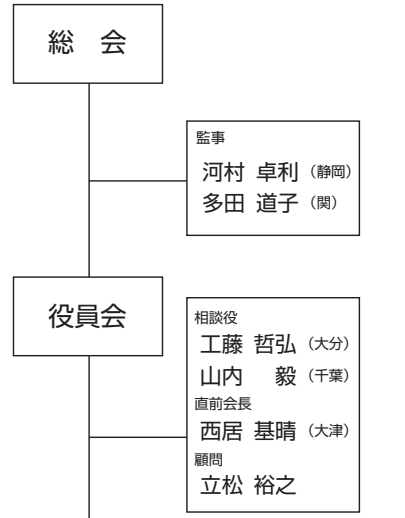 総　会
監事
河村 卓利（静岡）
多田 道子（関）
役員会
相談役
工藤 哲弘（大分）
山内　毅（千葉）
直前会長
西居 基晴（大津）
顧問
立松 裕之